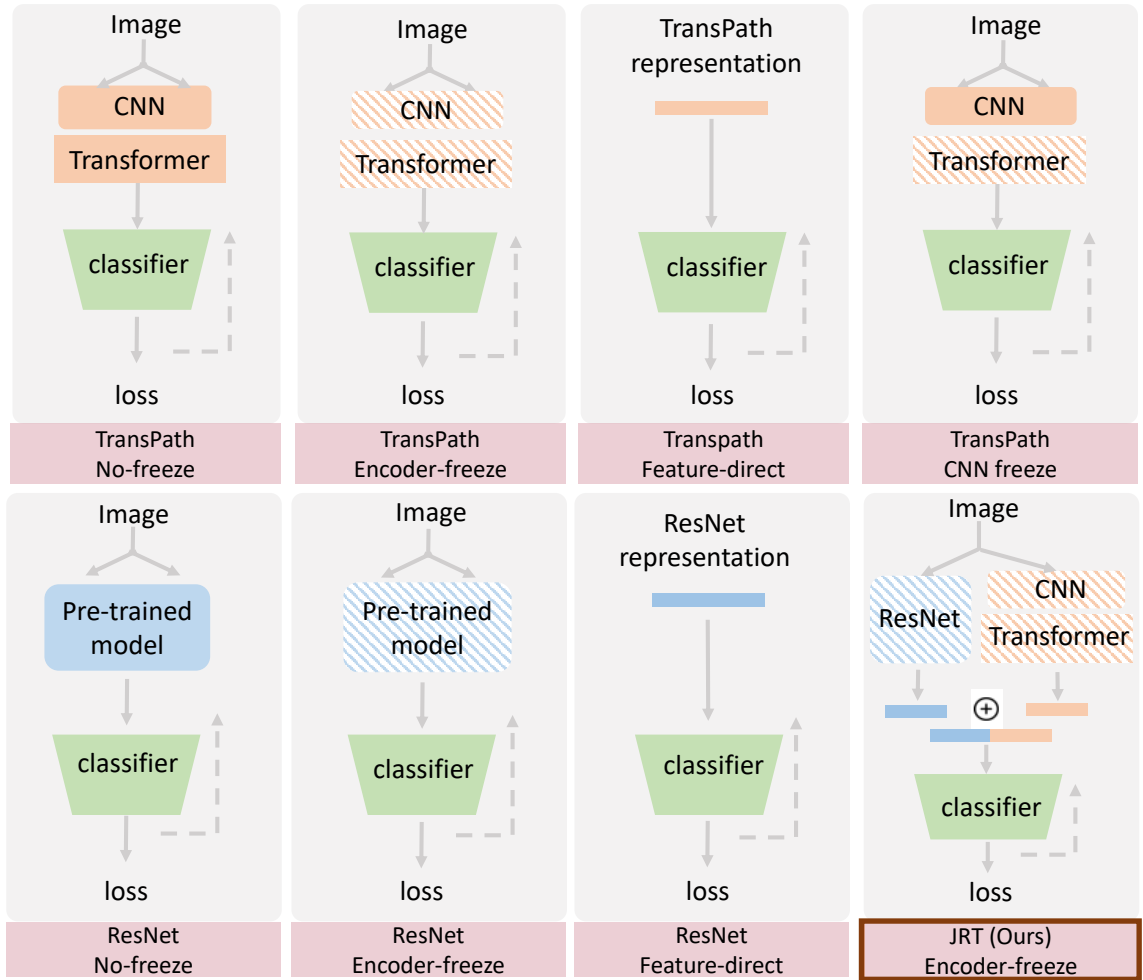 Image
CNN
Transformer
classifier
loss
TransPath
No-freeze
Image
CNN
Transformer
classifier
loss
TransPath
Encoder-freeze
TransPath
representation
classifier
loss
Transpath
Feature-direct
Image
CNN
Transformer
classifier
loss
TransPath
CNN freeze
Image
Pre-trained
model
classifier
loss
ResNet
No-freeze
Image
Pre-trained
model
classifier
loss
ResNet
Encoder-freeze
ResNet
representation
classifier
loss
ResNet
Feature-direct
Image
ResNet
CNN
Transformer
classifier
loss
JRT (Ours)
Encoder-freeze